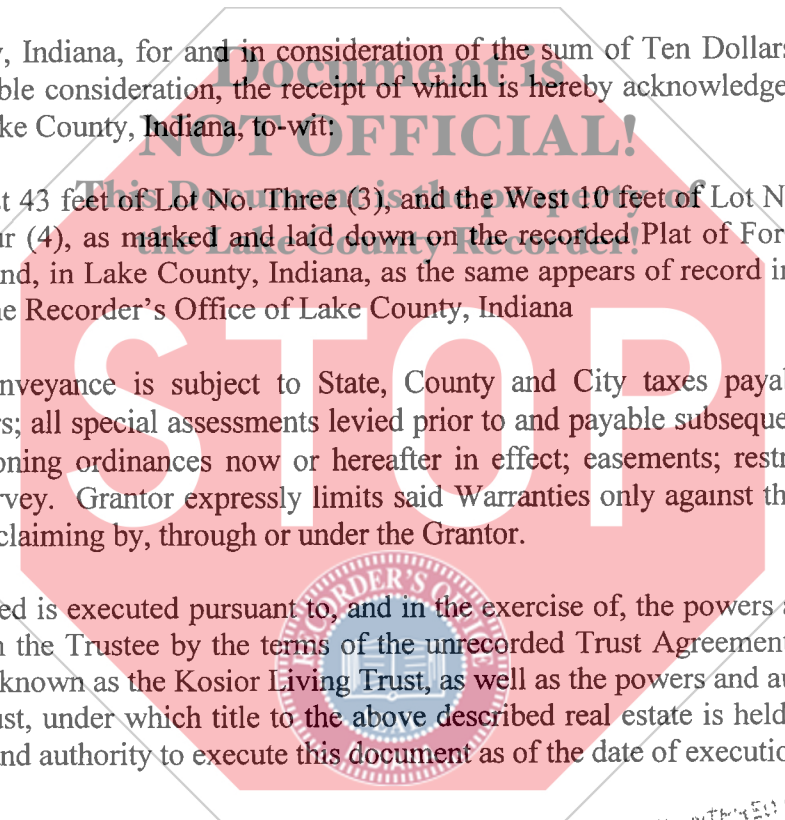 , Indiana, for and in consideration of the sum of Ten Dollars
ble consideration, the receipt of which is hereby acknowledge
ke County, Indiana, to-wit:
Document is
NOT OFFICIAL!
This Document is the property of
the Lake County Recorder!
t 43 feet of Lot No. Three (3), and the West 10 feet of Lot N
r (4), as marked and laid down on the recorded Plat of For
nd, in Lake County, Indiana, as the same appears of record in
e Recorder's Office of Lake County, Indiana
STOP
nveyance is subject to State, County and City taxes payab
s; all special assessments levied prior to and payable subseque
oning ordinances now or hereafter in effect; easements; restr
rvey. Grantor expressly limits said Warranties only against th
claiming by, through or under the Grantor.
ed is executed pursuant to, and in the exercise of, the powers a
n the Trustee by the terms of the unrecorded Trust Agreement
known as the Kosior Living Trust, as well as the powers and au
ust, under which title to the above described real estate is held
nd authority to execute this document as of the date of executio
RECORDER'S OFFICE
INDIANA